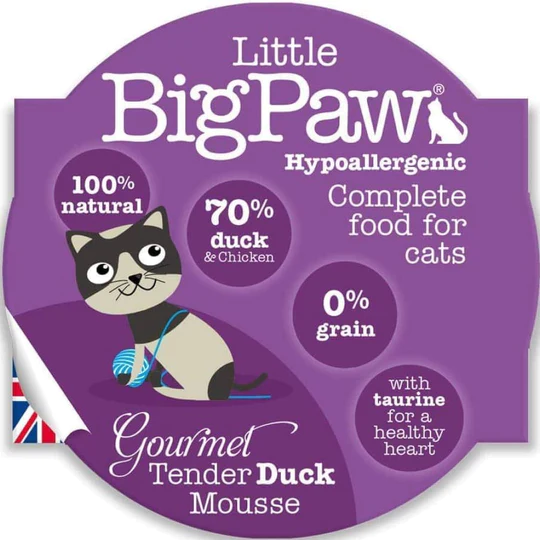 Little
BigPaw®
Hypoallergenic
Complete
food for
cats
100%
natural
70%
duck
& Chicken
0%
grain
with
taurine
for a
healthy
heart
Gourmet
Tender Duck
Mousse